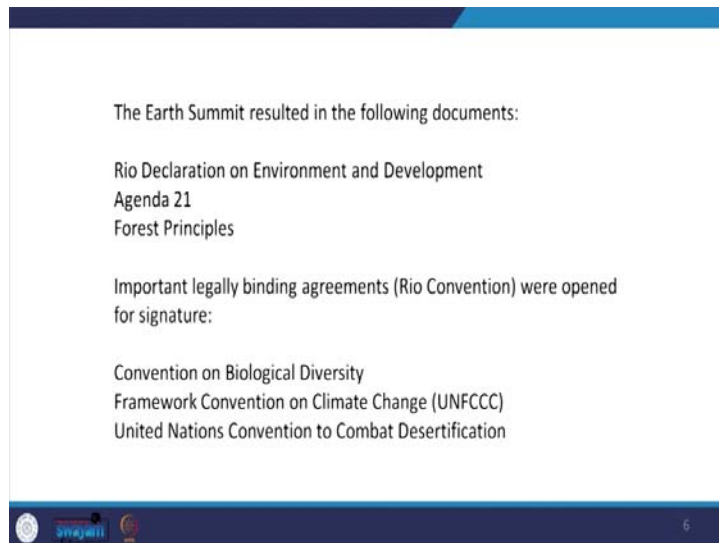 The Earth Summit resulted in the following documents:
Rio Declaration on Environment and Development
Agenda 21
Forest Principles
Important legally binding agreements (Rio Convention) were opened
for signature:
Convention on Biological Diversity
Framework Convention on Climate Change (UNFCCC)
United Nations Convention to Combat Desertification
swayam
6